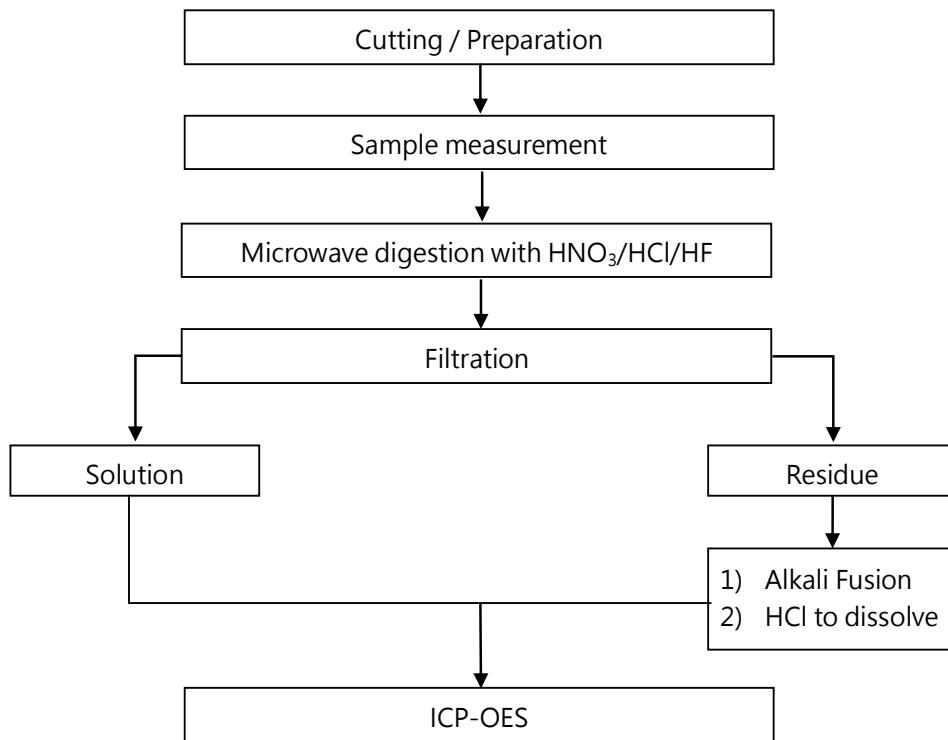 Cutting / Preparation
Sample measurement
Microwave digestion with HNO₃/HCl/HF
Filtration
Solution
Residue
1) Alkali Fusion
2) HCl to dissolve
ICP-OES